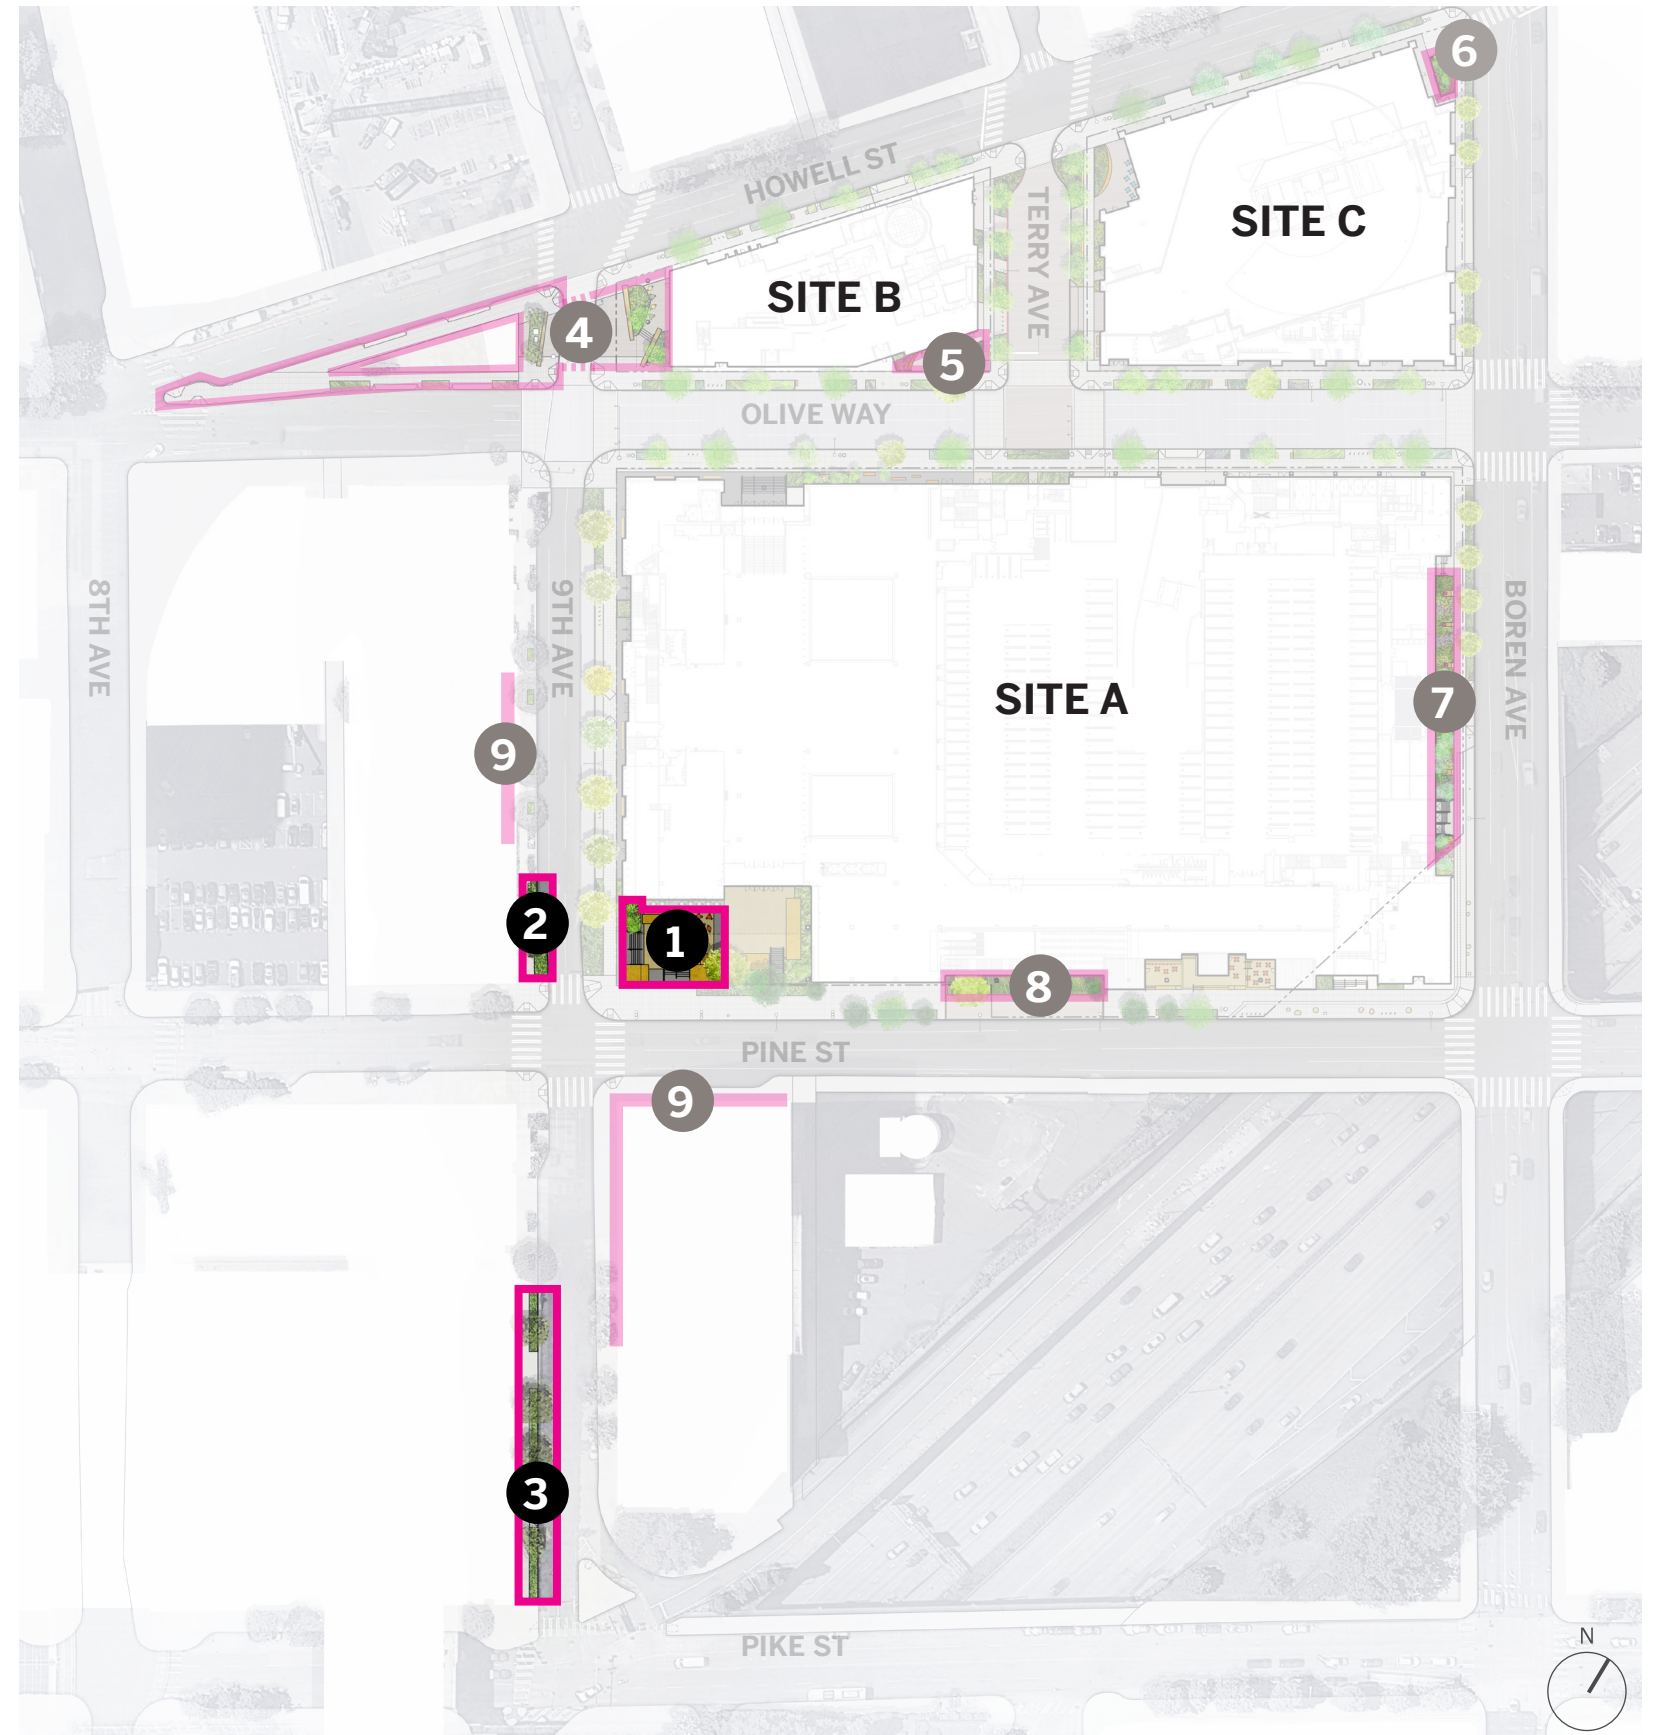 6
HOWELL ST
TERRY AVE
SITE C
SITE B
4
5
OLIVE WAY
8TH AVE
9TH AVE
BOREN AVE
SITE A
7
9
2
1
8
PINE ST
9
3
PIKE ST
N